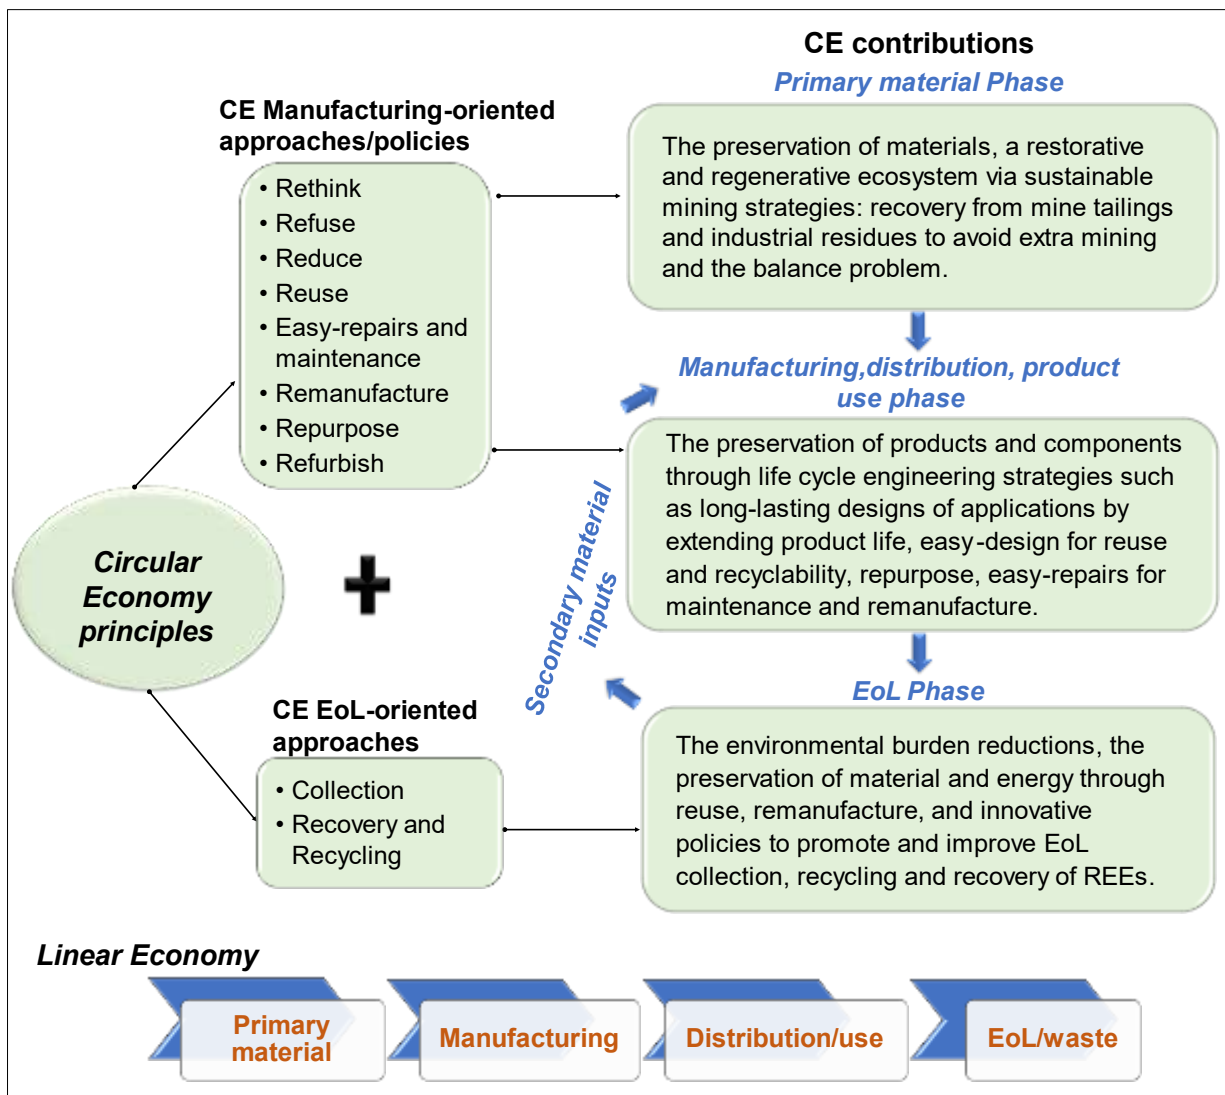 CE contributions
Primary material Phase
CE Manufacturing-oriented
approaches/policies
• Rethink
• Refuse
• Reduce
• Reuse
• Easy-repairs and
maintenance
• Remanufacture
• Repurpose
• Refurbish
The preservation of materials, a restorative
and regenerative ecosystem via sustainable
mining strategies: recovery from mine tailings
and industrial residues to avoid extra mining
and the balance problem.
Manufacturing,distribution, product
use phase
The preservation of products and components
through life cycle engineering strategies such
as long-lasting designs of applications by
extending product life, easy-design for reuse
and recyclability, repurpose, easy-repairs for
maintenance and remanufacture.
Circular
Economy
principles
Secondary material
inputs
EoL Phase
CE EoL-oriented
approaches
• Collection
• Recovery and
Recycling
The environmental burden reductions, the
preservation of material and energy through
reuse, remanufacture, and innovative
policies to promote and improve EoL
collection, recycling and recovery of REEs.
Linear Economy
Primary
material
Manufacturing
Distribution/use
EoL/waste